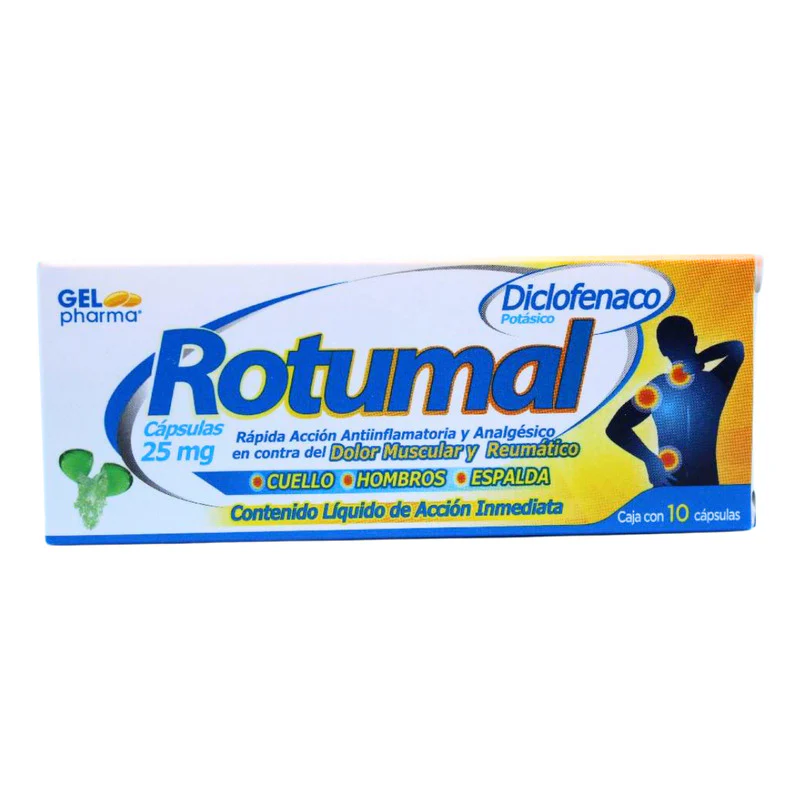 GEL
pharma®
Diclofenaco
Potásico
Rotumal
Cápsulas
25 mg
Rápida Acción Antiinflamatoria y Analgésico
en contra del Dolor Muscular y Reumático
CUELLO HOMBROS ESPALDA
Contenido Líquido de Acción Inmediata
Caja con 10 cápsulas